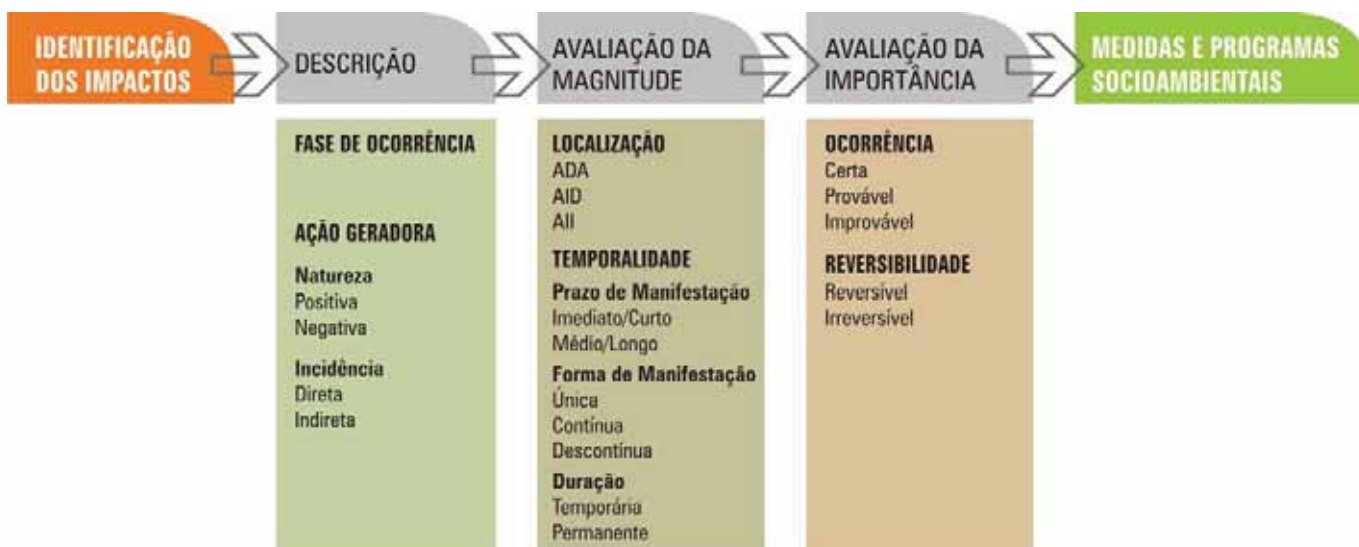 IDENTIFICAÇÃO
DOS IMPACTOS
DESCRIÇÃO
AVALIAÇÃO DA
MAGNITUDE
AVALIAÇÃO DA
IMPORTÂNCIA
MEDIDAS E PROGRAMAS
SOCIOAMBIENTAIS
FASE DE OCORRÊNCIA
AÇÃO GERADORA
Natureza
Positiva
Negativa
Incidência
Direta
Indireta
LOCALIZAÇÃO
ADA
AID
AII
TEMPORALIDADE
Prazo de Manifestação
Imediato/Curto
Médio/Longo
Forma de Manifestação
Única
Contínua
Descontínua
Duração
Temporária
Permanente
OCORRÊNCIA
Certa
Provável
Improvável
REVERSIBILIDADE
Reversível
Irreversível